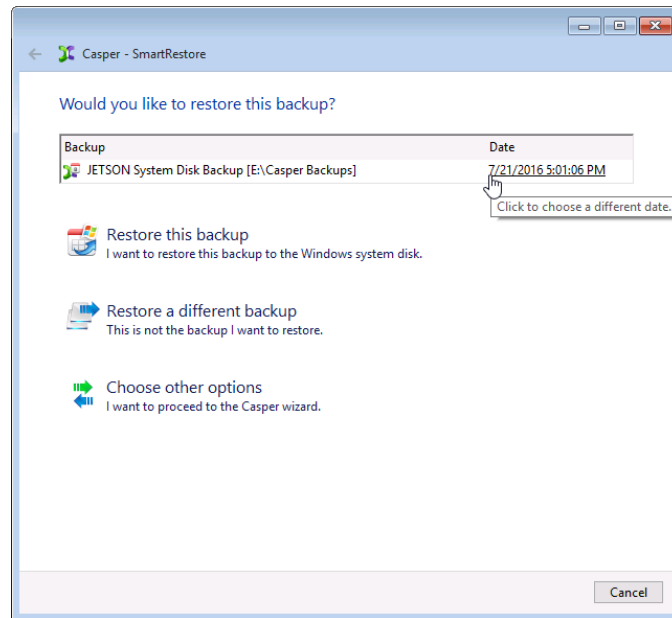 Casper - SmartRestore
Would you like to restore this backup?
Backup Date
JETSON System Disk Backup [E:\Casper Backups] 7/21/2016 5:01:06 PM
Click to choose a different date.
Restore this backup
I want to restore this backup to the Windows system disk.
Restore a different backup
This is not the backup I want to restore.
Choose other options
I want to proceed to the Casper wizard.
Cancel